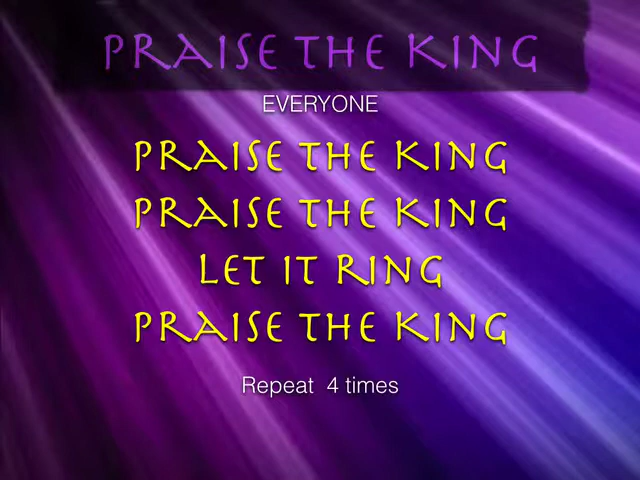 PRAISE THE KING
EVERYONE
PRAISE THE KING
PRAISE THE KING
LET IT RING
PRAISE THE KING
Repeat 4 times